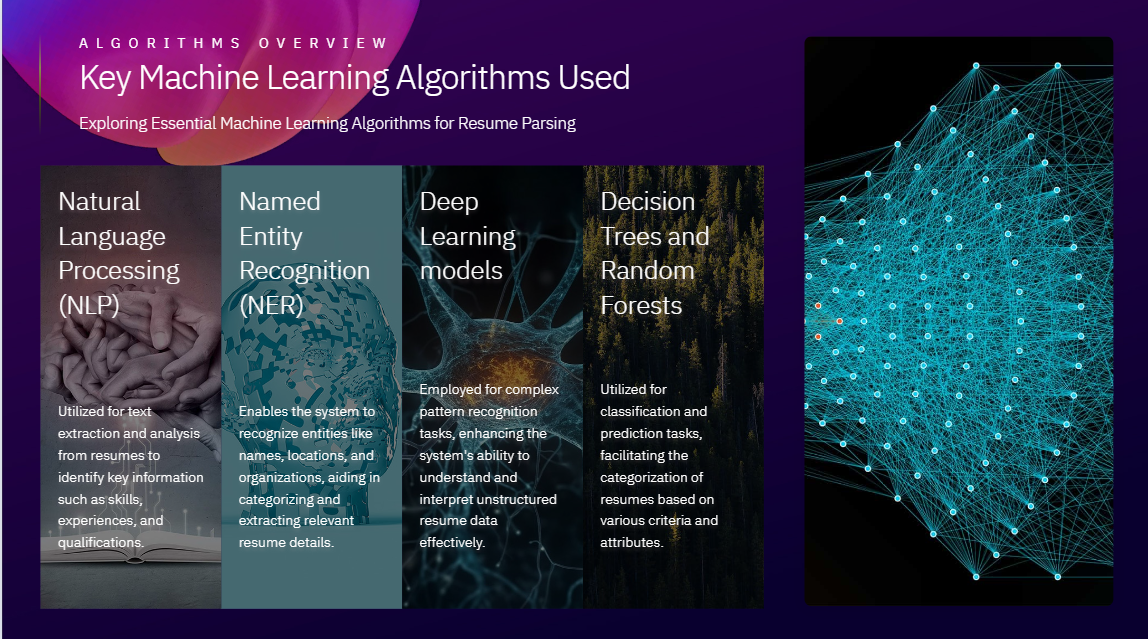 ALGORITHMS OVERVIEW
Key Machine Learning Algorithms Used
Exploring Essential Machine Learning Algorithms for Resume Parsing
Natural
Language
Processing
(NLP)
Utilized for text
extraction and analysis
from resumes to
identify key information
such as skills,
experiences, and
qualifications.
Named
Entity
Recognition
(NER)
Enables the system to
recognize entities like
names, locations, and
organizations, aiding in
categorizing and
extracting relevant
resume details.
Deep
Learning
models
Employed for complex
pattern recognition
tasks, enhancing the
system's ability to
understand and
interpret unstructured
resume data
effectively.
Decision
Trees and
Random
Forests
Utilized for
classification and
prediction tasks,
facilitating the
categorization of
resumes based on
various criteria and
attributes.